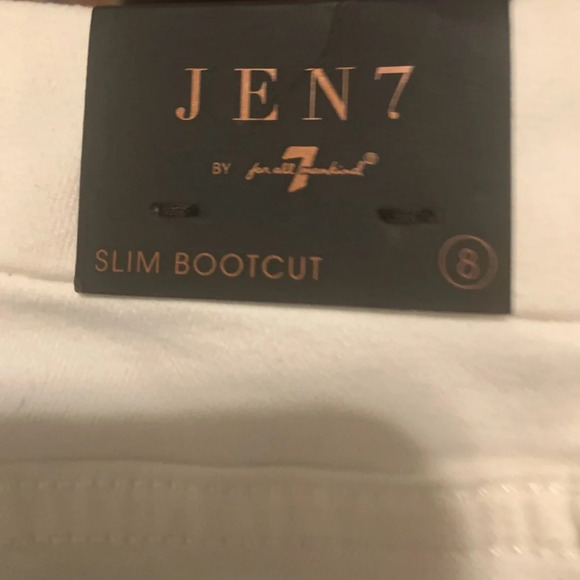 JEN7
BY for all 7 mankind®
SLIM BOOTCUT 8